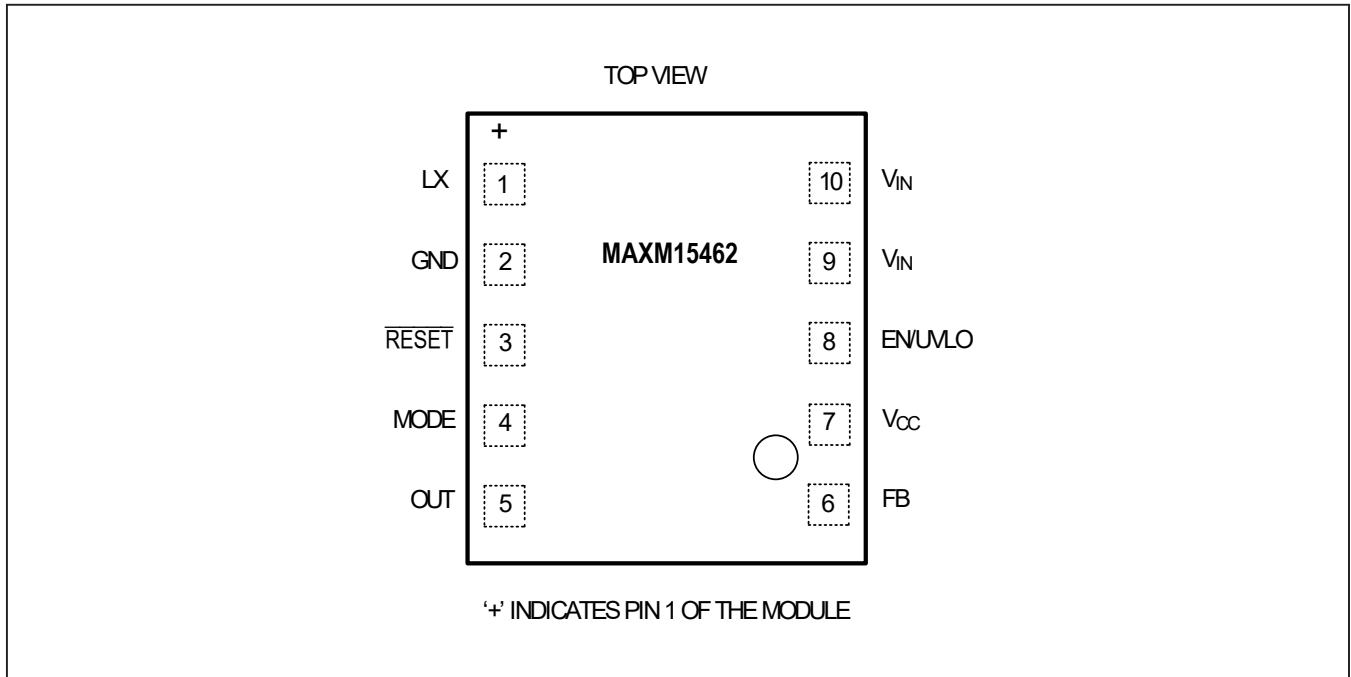 TOP VIEW
+
LX 1 10 VIN
GND 2 MAXM15462 9 VIN
RESET 3 8 EN/UVLO
MODE 4 7 VCC
OUT 5 6 FB
‘+’ INDICATES PIN 1 OF THE MODULE